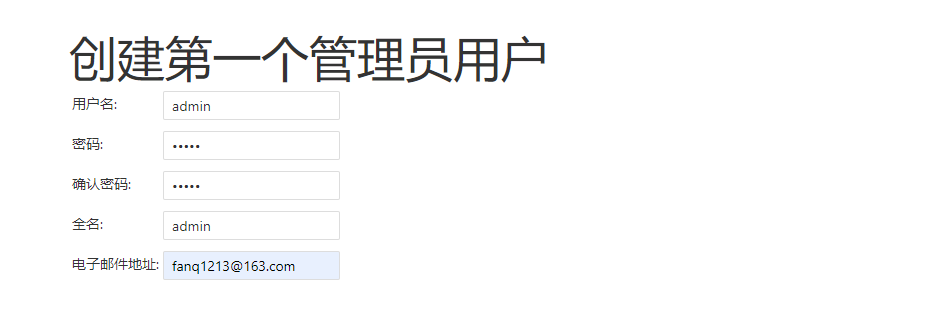 创建第一个管理员用户
用户名: admin
密码: •••••
确认密码: •••••
全名: admin
电子邮件地址: fanq1213@163.com